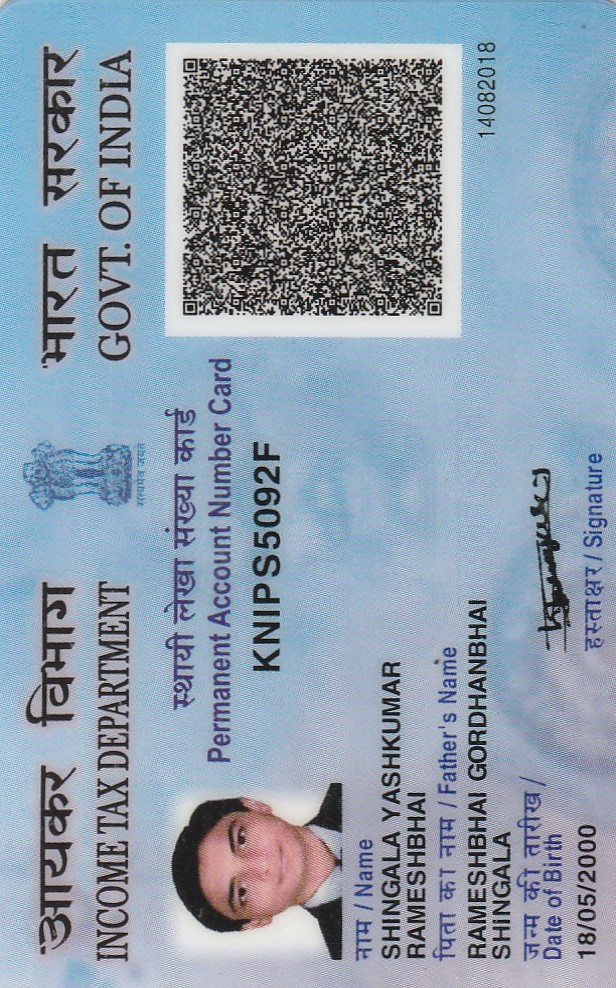 आयकर विभाग
INCOME TAX DEPARTMENT
सत्यमेव जयते
भारत सरकार
GOVT. OF INDIA
स्थायी लेखा संख्या कार्ड
Permanent Account Number Card
KNIPS5092F
नाम / Name
SHINGALA YASHKUMAR
RAMESHBHAI
पिता का नाम / Father's Name
RAMESHBHAI GORDHANBHAI
SHINGALA
जन्म की तारीख /
Date of Birth
18/05/2000
हस्ताक्षर / Signature
14082018